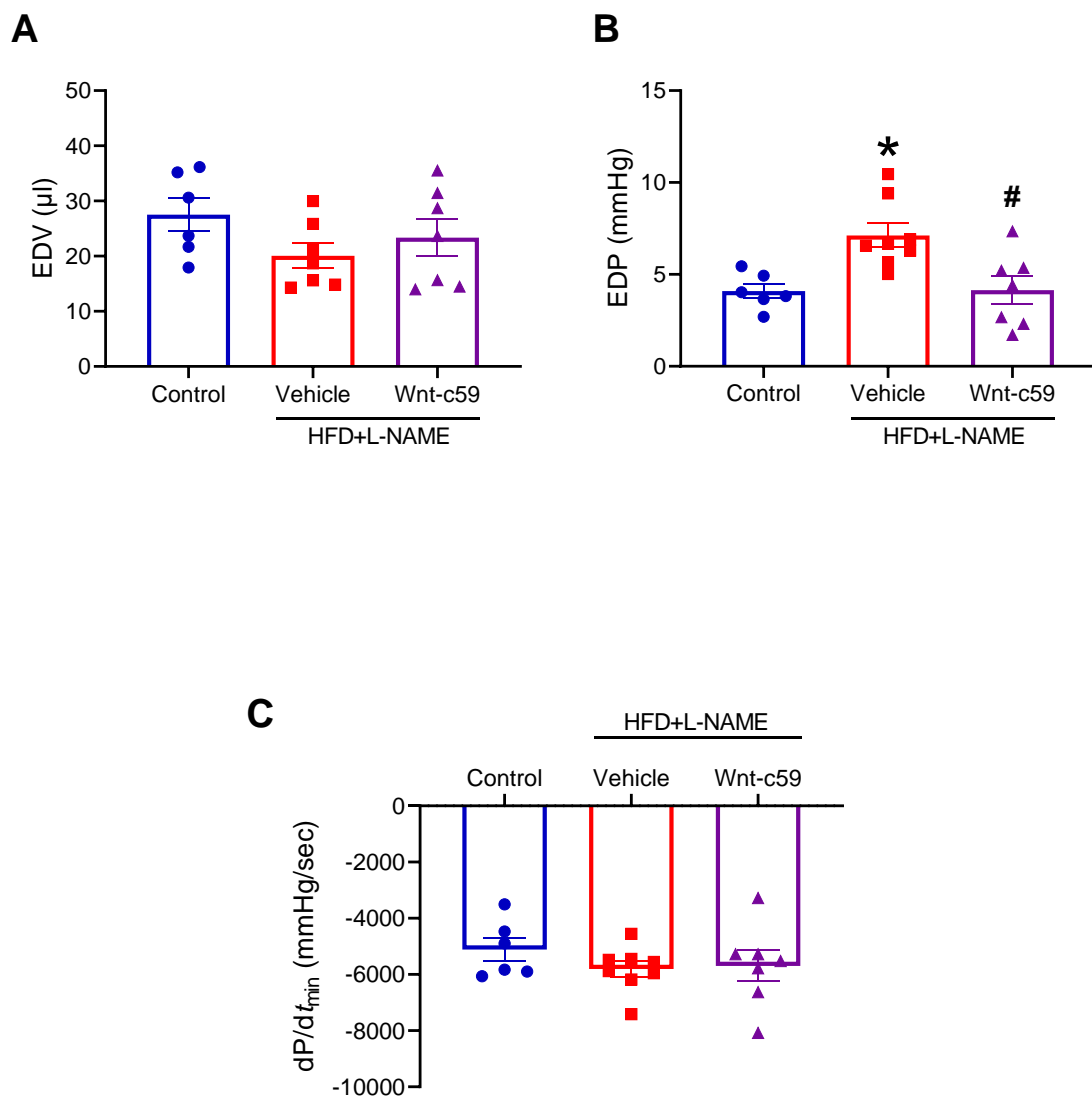 A
50
40
30
20
10
0
EDV (µl)
Control
Vehicle
Wnt-c59
HFD+L-NAME
B
15
10
5
0
EDP (mmHg)
*
#
Control
Vehicle
Wnt-c59
HFD+L-NAME
C
HFD+L-NAME
Control
Vehicle
Wnt-c59
0
-2000
-4000
-6000
-8000
-10000
dP/dtmin (mmHg/sec)